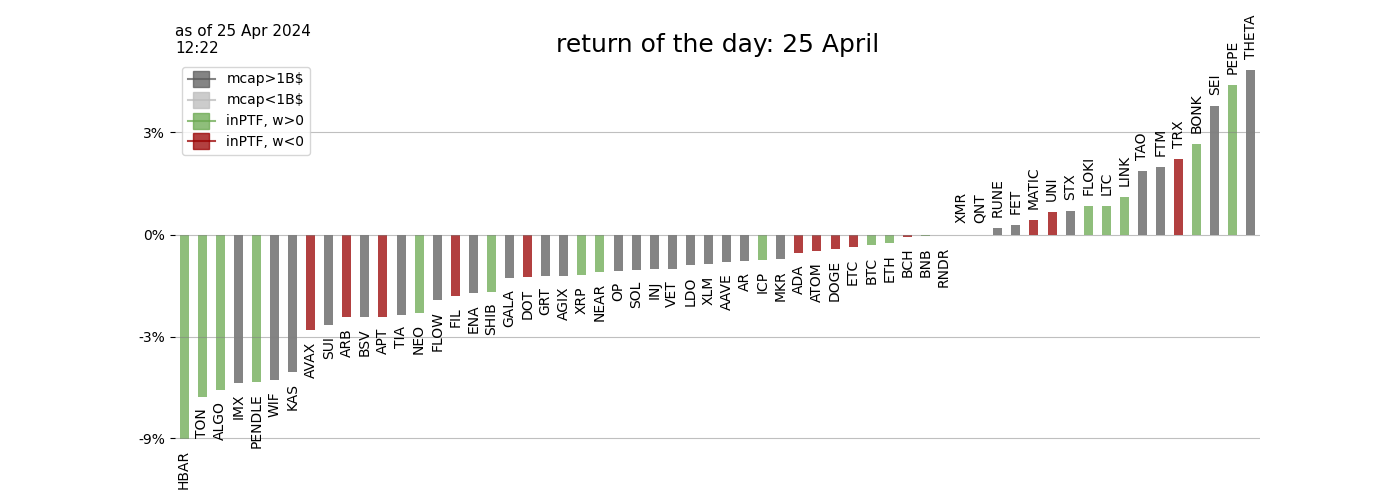 as of 25 Apr 2024
12:22
return of the day: 25 April
mcap>1B$
mcap<1B$
inPTF, w>0
inPTF, w<0
3%
0%
-3%
-9%
HBAR
TON
ALGO
IMX
PENDLE
WIF
KAS
AVAX
SUI
ARB
BSV
APT
TIA
NEO
FLOW
FIL
ENA
SHIB
GALA
DOT
GRT
AGIX
XRP
NEAR
OP
SOL
INJ
VET
LDO
XLM
AAVE
AR
ICP
MKR
ADA
ATOM
DOGE
ETC
BTC
ETH
BCH
BNB
RNDR
XMR
QNT
RUNE
FET
MATIC
UNI
STX
FLOKI
LTC
LINK
TAO
FTM
TRX
BONK
SEI
PEPE
THETA